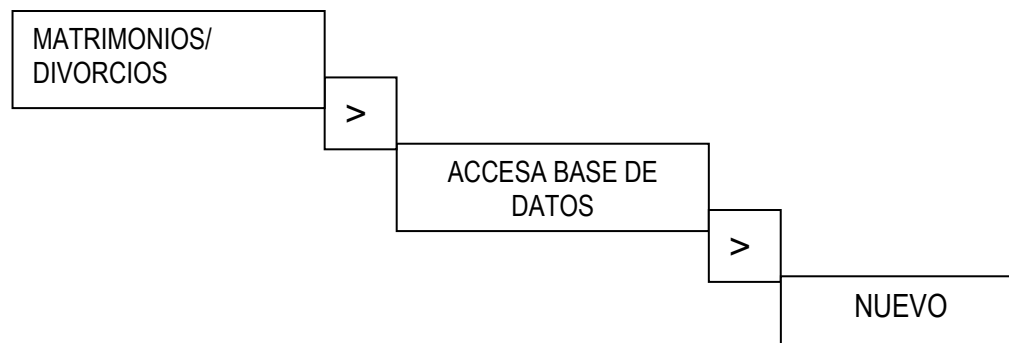 MATRIMONIOS/
DIVORCIOS
>
ACCESA BASE DE
DATOS
>
NUEVO